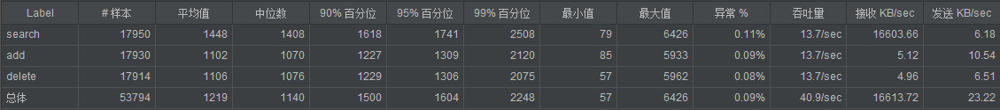 Label # 样本 平均值 中位数 90% 百分位 95% 百分位 99% 百分位 最小值 最大值 异常 % 吞吐量 接收 KB/sec 发送 KB/sec
search 17950 1448 1408 1618 1741 2508 79 6426 0.11% 13.7/sec 16603.66 6.18
add 17930 1102 1070 1227 1309 2120 85 5933 0.09% 13.7/sec 5.12 10.54
delete 17914 1106 1076 1229 1306 2075 57 5962 0.08% 13.7/sec 4.96 6.51
总体 53794 1219 1140 1500 1604 2248 57 6426 0.09% 40.9/sec 16613.72 23.22